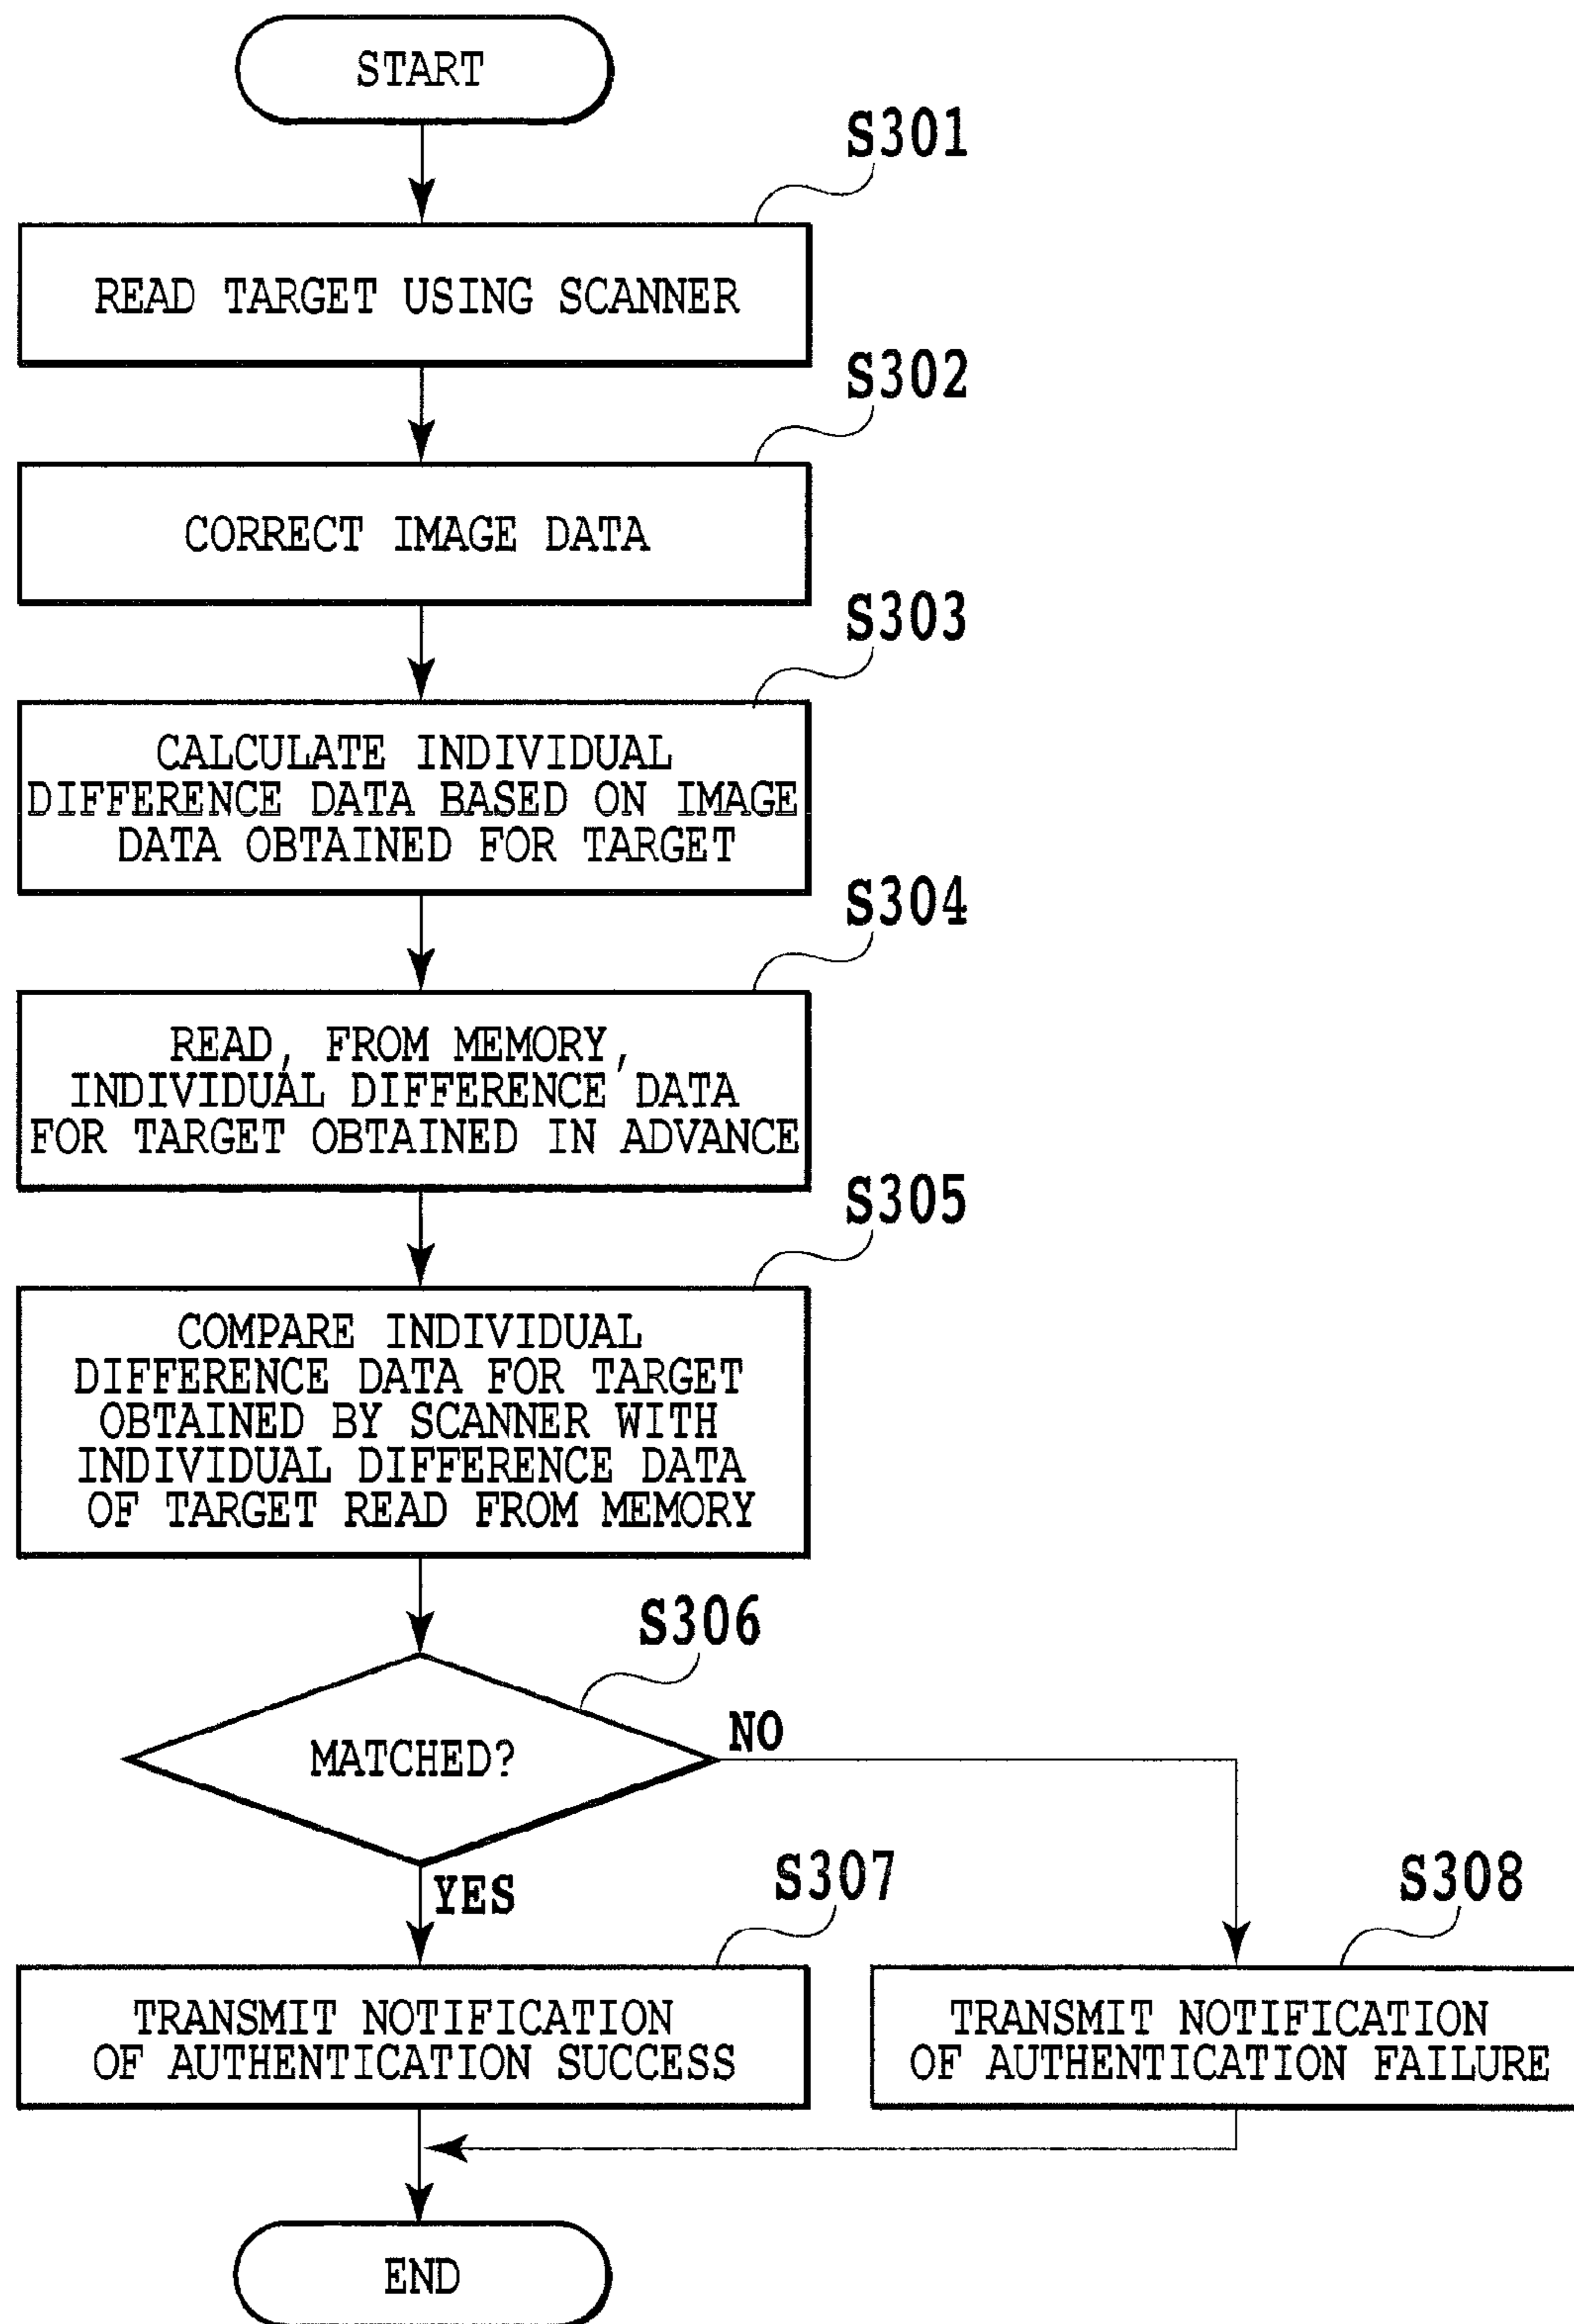 START
S301
READ TARGET USING SCANNER
S302
CORRECT IMAGE DATA
S303
CALCULATE INDIVIDUAL
DIFFERENCE DATA BASED ON IMAGE
DATA OBTAINED FOR TARGET
S304
READ, FROM MEMORY,
INDIVIDUAL DIFFERENCE DATA
FOR TARGET OBTAINED IN ADVANCE
S305
COMPARE INDIVIDUAL
DIFFERENCE DATA FOR TARGET
OBTAINED BY SCANNER WITH
INDIVIDUAL DIFFERENCE DATA
OF TARGET READ FROM MEMORY
S306
MATCHED?
NO
YES
S307
TRANSMIT NOTIFICATION
OF AUTHENTICATION SUCCESS
S308
TRANSMIT NOTIFICATION
OF AUTHENTICATION FAILURE
END